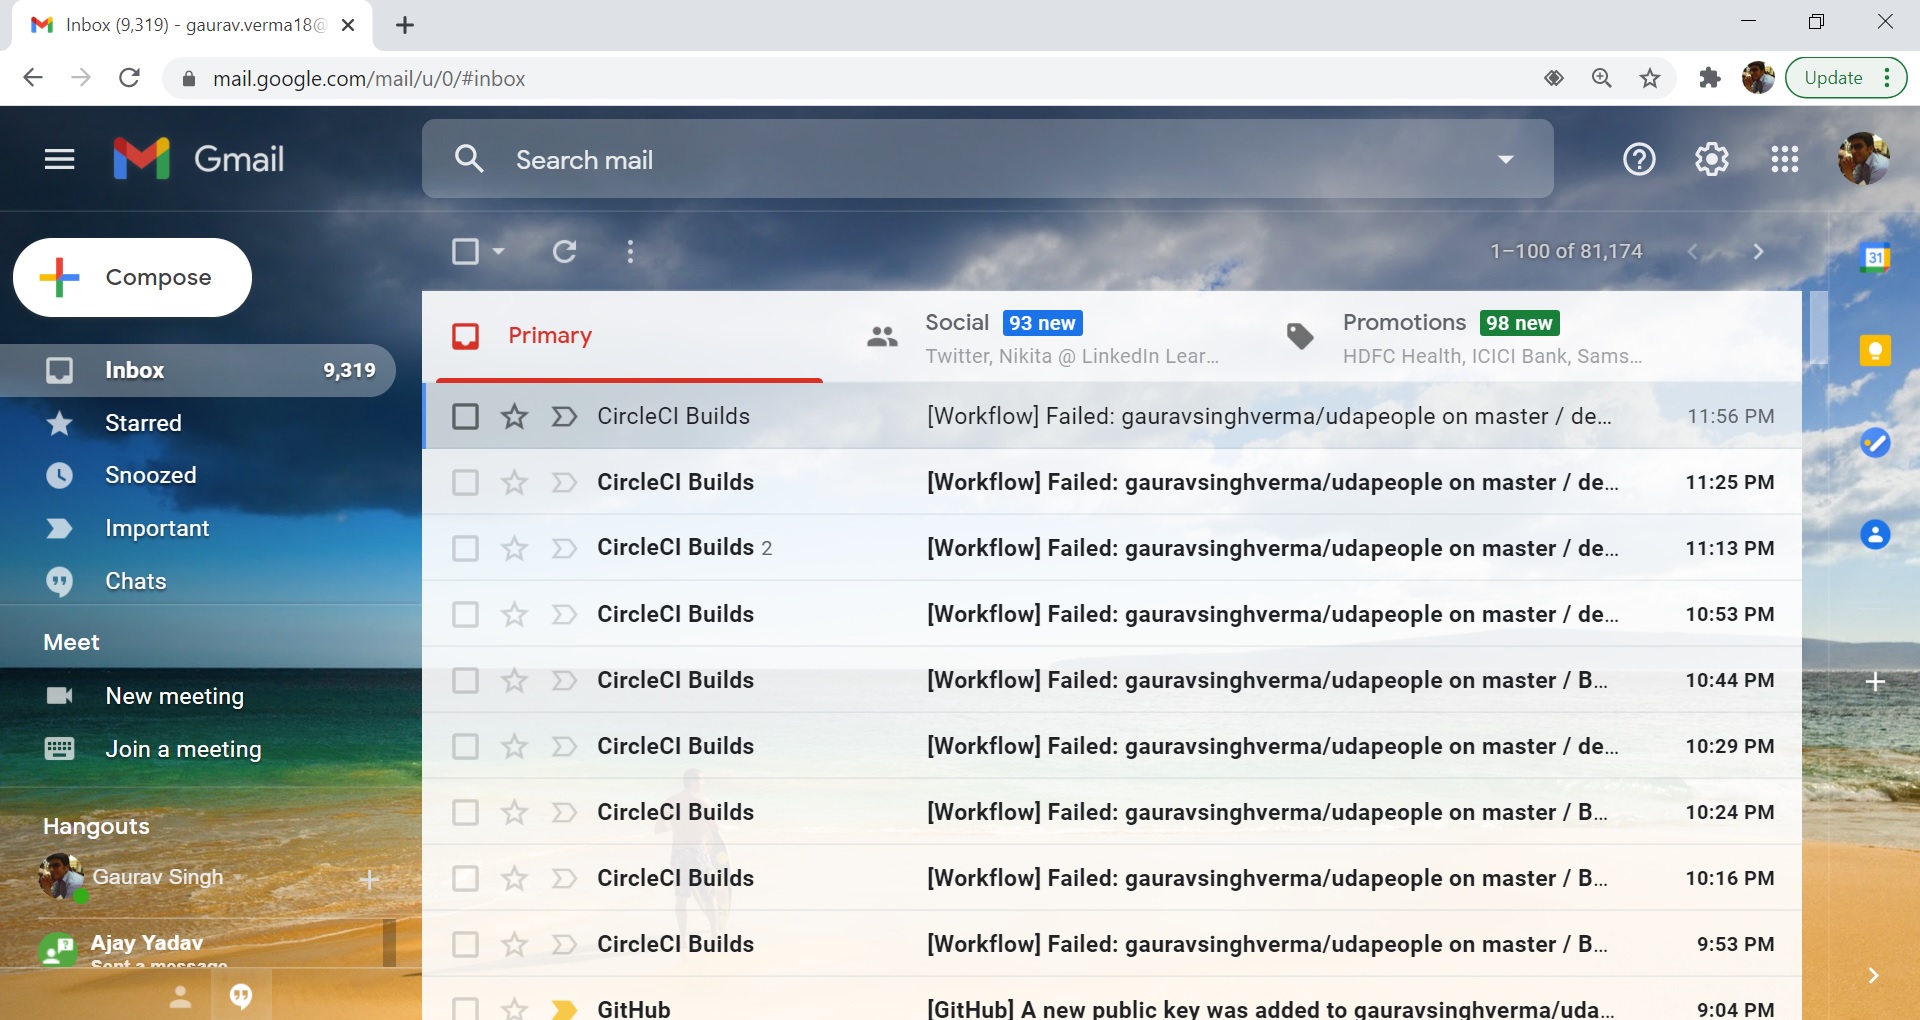 Inbox (9,319) - gaurav.verma18@
mail.google.com/mail/u/0/#inbox
Update
Gmail
Search mail
1–100 of 81,174
Compose
31
Primary
Social 93 new
Twitter, Nikita @ LinkedIn Lear...
Promotions 98 new
HDFC Health, ICICI Bank, Sams...
Inbox 9,319
Starred
Snoozed
Important
Chats
Meet
New meeting
Join a meeting
Hangouts
Gaurav Singh
Ajay Yadav
Sent a message
CircleCI Builds [Workflow] Failed: gauravsinghverma/udapeople on master / de... 11:56 PM
CircleCI Builds [Workflow] Failed: gauravsinghverma/udapeople on master / de... 11:25 PM
CircleCI Builds 2 [Workflow] Failed: gauravsinghverma/udapeople on master / de... 11:13 PM
CircleCI Builds [Workflow] Failed: gauravsinghverma/udapeople on master / de... 10:53 PM
CircleCI Builds [Workflow] Failed: gauravsinghverma/udapeople on master / B... 10:44 PM
CircleCI Builds [Workflow] Failed: gauravsinghverma/udapeople on master / de... 10:29 PM
CircleCI Builds [Workflow] Failed: gauravsinghverma/udapeople on master / B... 10:24 PM
CircleCI Builds [Workflow] Failed: gauravsinghverma/udapeople on master / B... 10:16 PM
CircleCI Builds [Workflow] Failed: gauravsinghverma/udapeople on master / B... 9:53 PM
GitHub [GitHub] A new public key was added to gauravsinghverma/uda... 9:04 PM